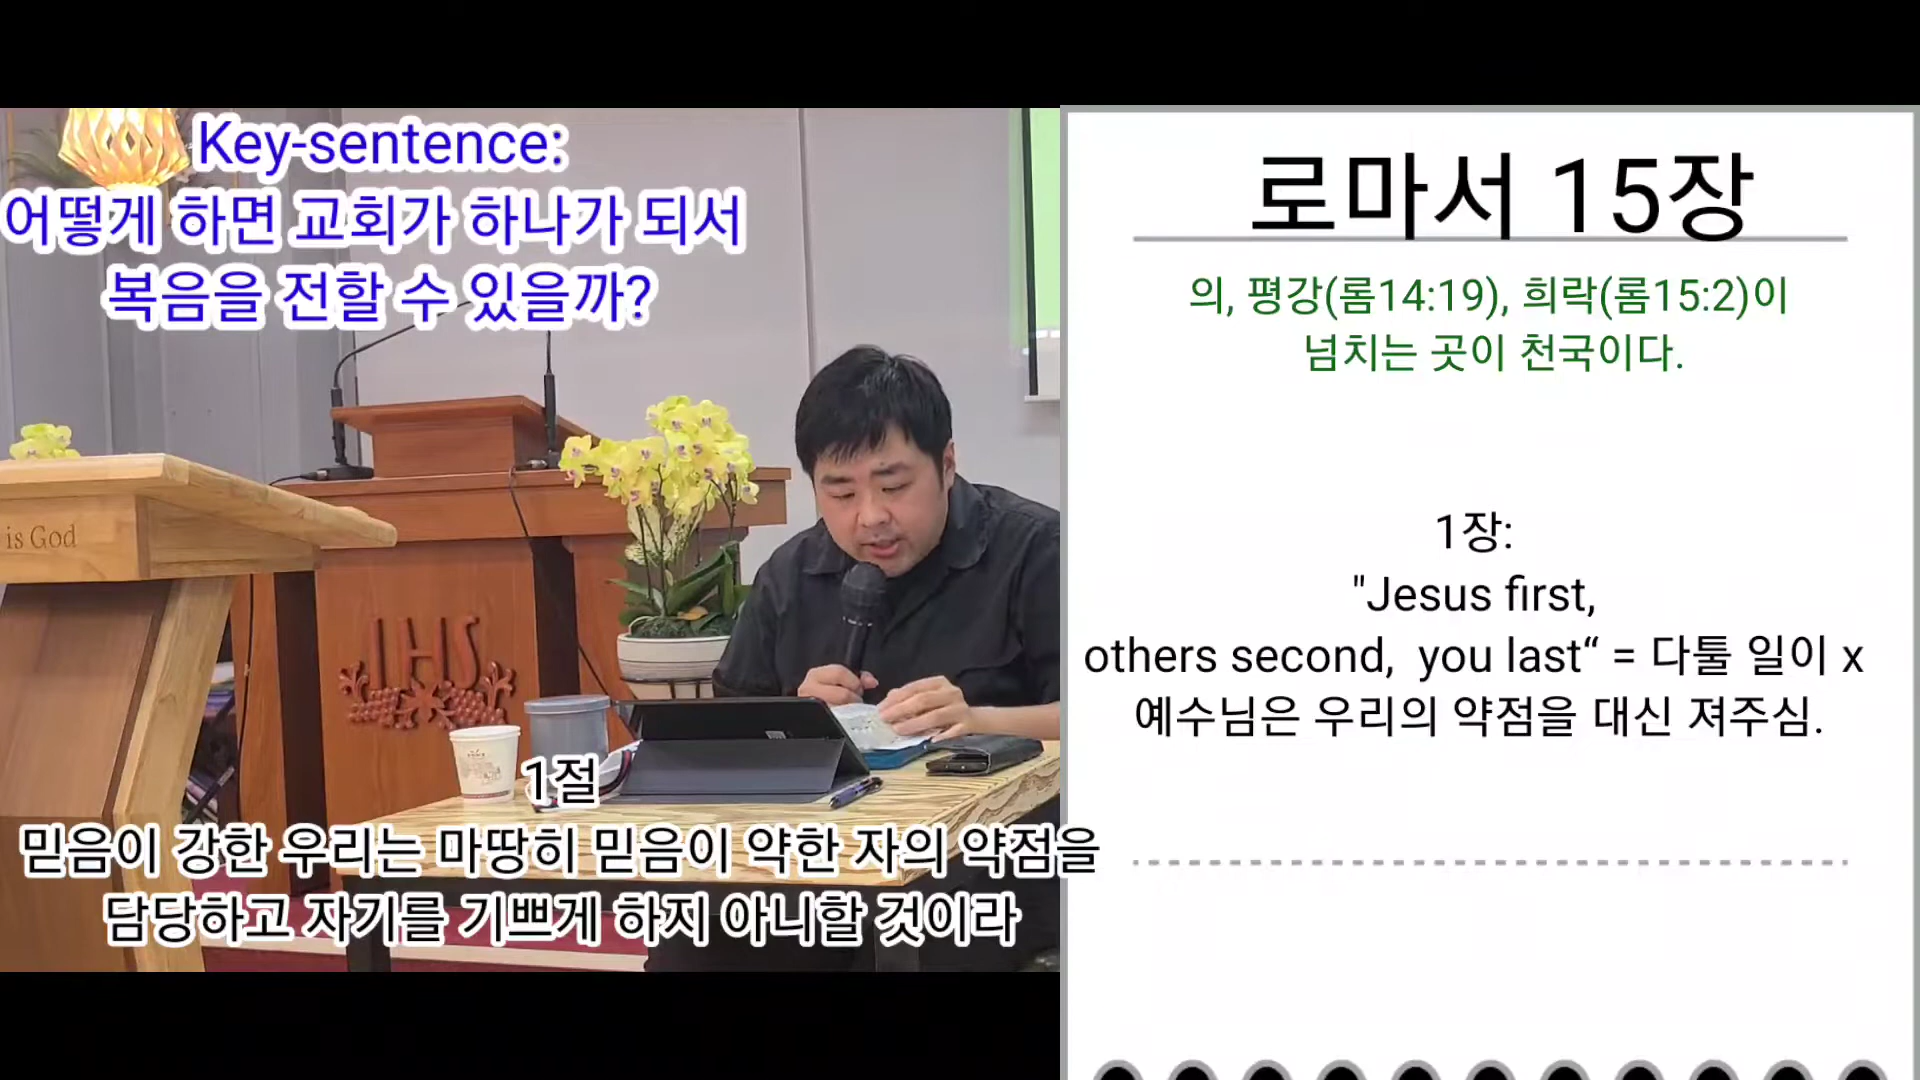 Key-sentence:
어떻게 하면 교회가 하나가 되서
복음을 전할 수 있을까?
is God
IHS
1절
믿음이 강한 우리는 마땅히 믿음이 약한 자의 약점을
담당하고 자기를 기쁘게 하지 아니할 것이라
로마서 15장
의, 평강(롬14:19), 희락(롬15:2)이
넘치는 곳이 천국이다.
1장:
"Jesus first,
others second, you last“ = 다툴 일이 x
예수님은 우리의 약점을 대신 져주심.